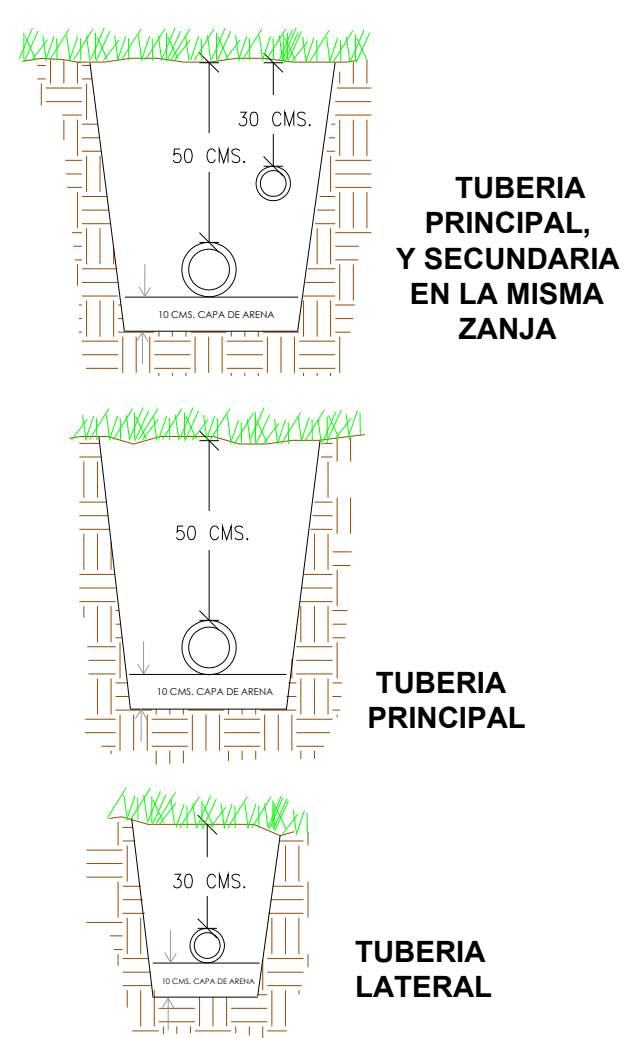 30 CMS.
50 CMS.
10 CMS. CAPA DE ARENA
TUBERIA
PRINCIPAL,
Y SECUNDARIA
EN LA MISMA
ZANJA
50 CMS.
10 CMS. CAPA DE ARENA
TUBERIA
PRINCIPAL
30 CMS.
10 CMS. CAPA DE ARENA
TUBERIA
LATERAL